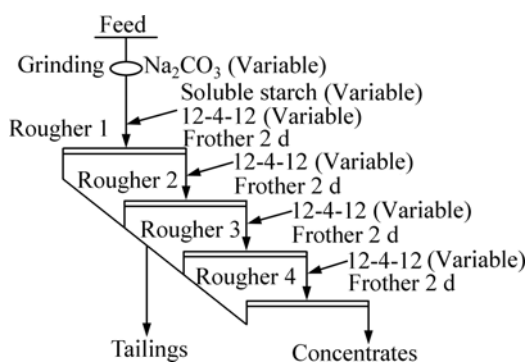 Feed
Grinding Na₂CO₃ (Variable)
Soluble starch (Variable)
12-4-12 (Variable)
Rougher 1 Frother 2 d
12-4-12 (Variable)
Rougher 2 Frother 2 d
12-4-12 (Variable)
Rougher 3 Frother 2 d
12-4-12 (Variable)
Rougher 4 Frother 2 d
Tailings Concentrates